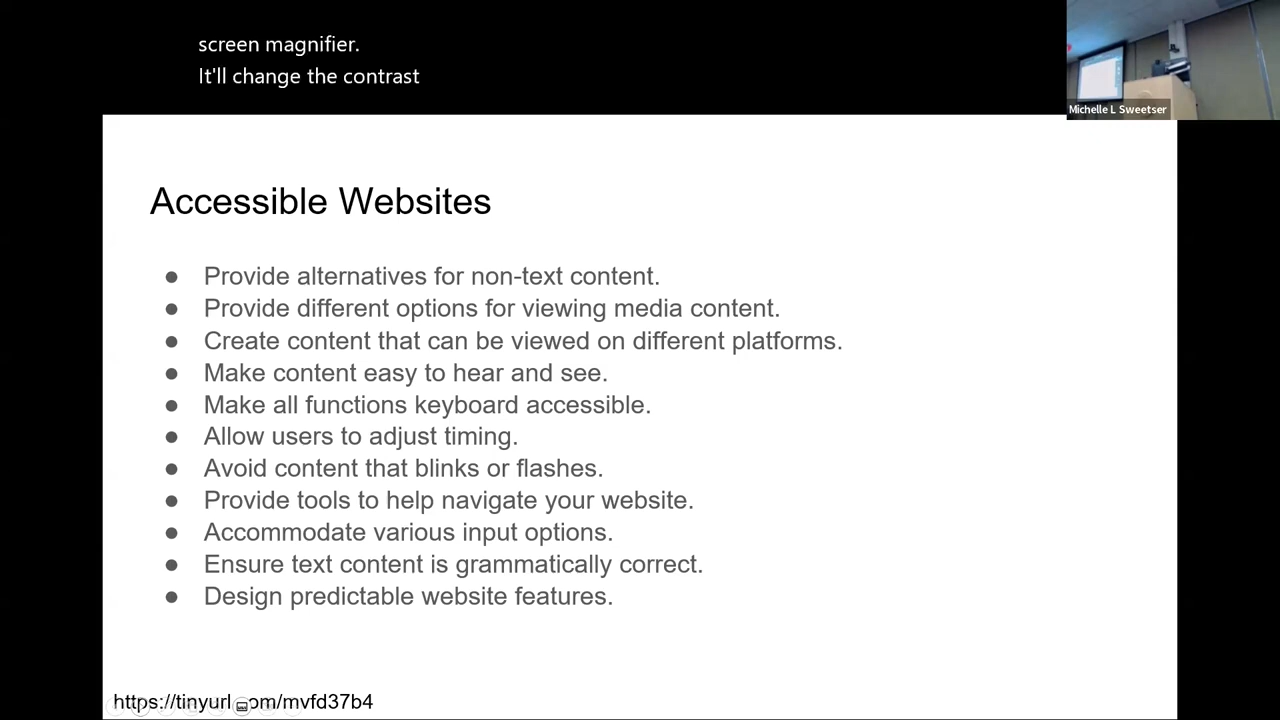 screen magnifier.
It'll change the contrast
Michelle L Sweetser
Accessible Websites
● Provide alternatives for non-text content.
● Provide different options for viewing media content.
● Create content that can be viewed on different platforms.
● Make content easy to hear and see.
● Make all functions keyboard accessible.
● Allow users to adjust timing.
● Avoid content that blinks or flashes.
● Provide tools to help navigate your website.
● Accommodate various input options.
● Ensure text content is grammatically correct.
● Design predictable website features.
https://tinyurl.com/mvfd37b4